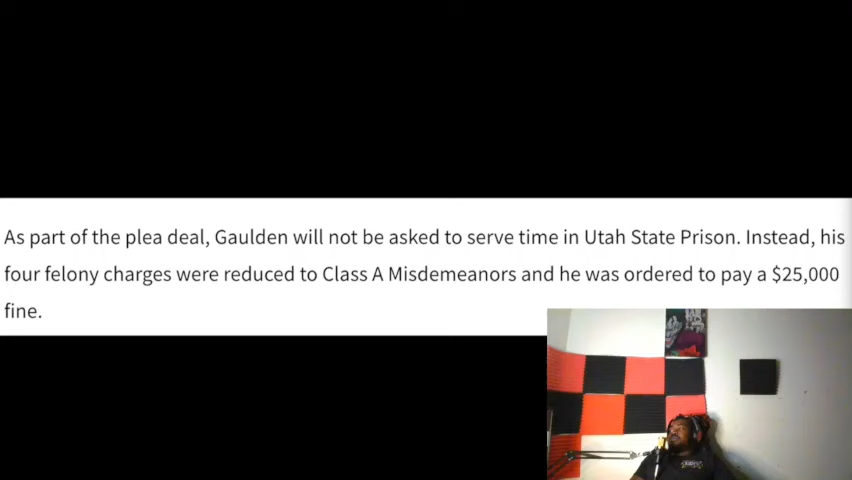 As part of the plea deal, Gaulden will not be asked to serve time in Utah State Prison. Instead, his
four felony charges were reduced to Class A Misdemeanors and he was ordered to pay a $25,000
fine.